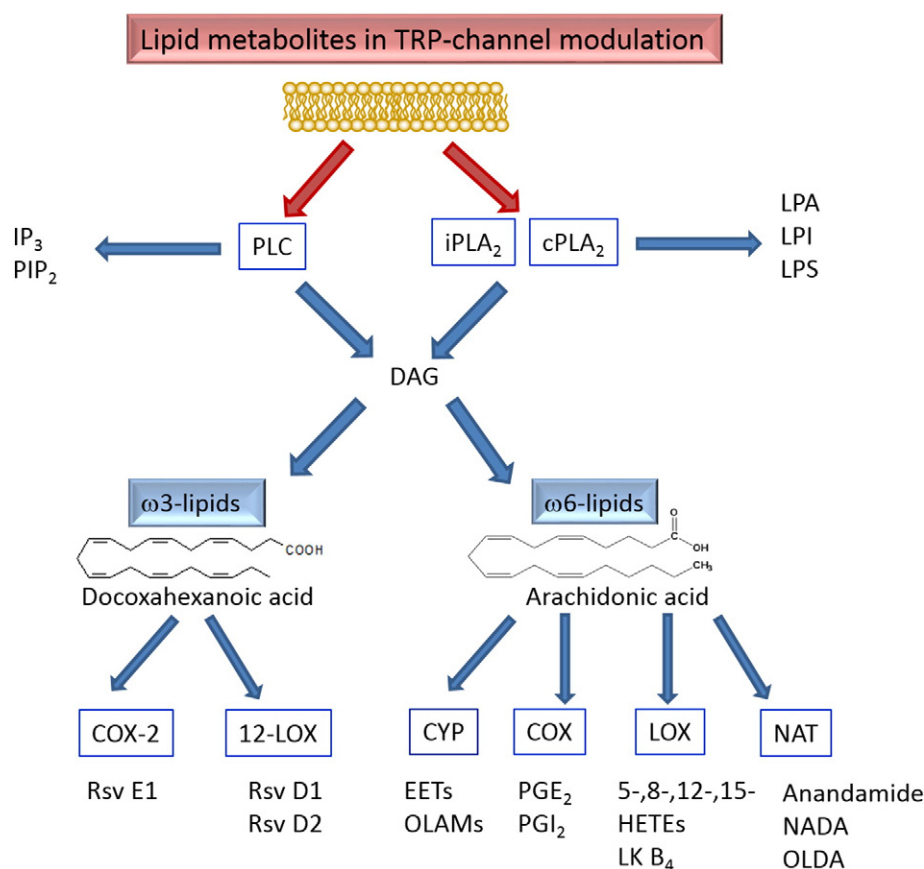 Lipid metabolites in TRP-channel modulation
IP₃
PIP₂
PLC
iPLA₂
cPLA₂
LPA
LPI
LPS
DAG
ω3-lipids
COOH
Docoxahexanoic acid
ω6-lipids
O
OH
CH₃
Arachidonic acid
COX-2
12-LOX
CYP
COX
LOX
NAT
Rsv E1
Rsv D1
Rsv D2
EETs
OLAMs
PGE₂
PGI₂
5-,8-,12-,15-
HETEs
LK B₄
Anandamide
NADA
OLDA